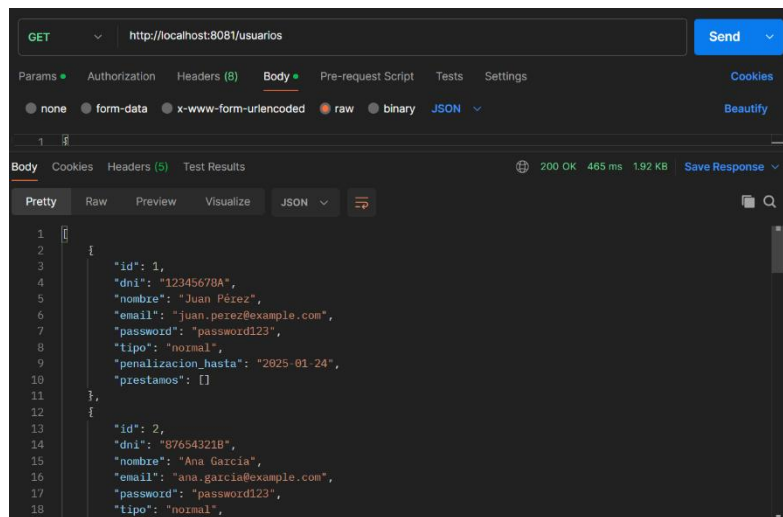 GET http://localhost:8081/usuarios Send
Params Authorization Headers (8) Body Pre-request Script Tests Settings Cookies
none form-data x-www-form-urlencoded raw binary JSON Beautify
1 {
Body Cookies Headers (5) Test Results 200 OK 465 ms 1.92 KB Save Response
Pretty Raw Preview Visualize JSON
1 [
2 {
3 "id": 1,
4 "dni": "12345678A",
5 "nombre": "Juan Pérez",
6 "email": "juan.perez@example.com",
7 "password": "password123",
8 "tipo": "normal",
9 "penalizacion_hasta": "2025-01-24",
10 "prestamos": []
11 },
12 {
13 "id": 2,
14 "dni": "87654321B",
15 "nombre": "Ana García",
16 "email": "ana.garcia@example.com",
17 "password": "password123",
18 "tipo": "normal",